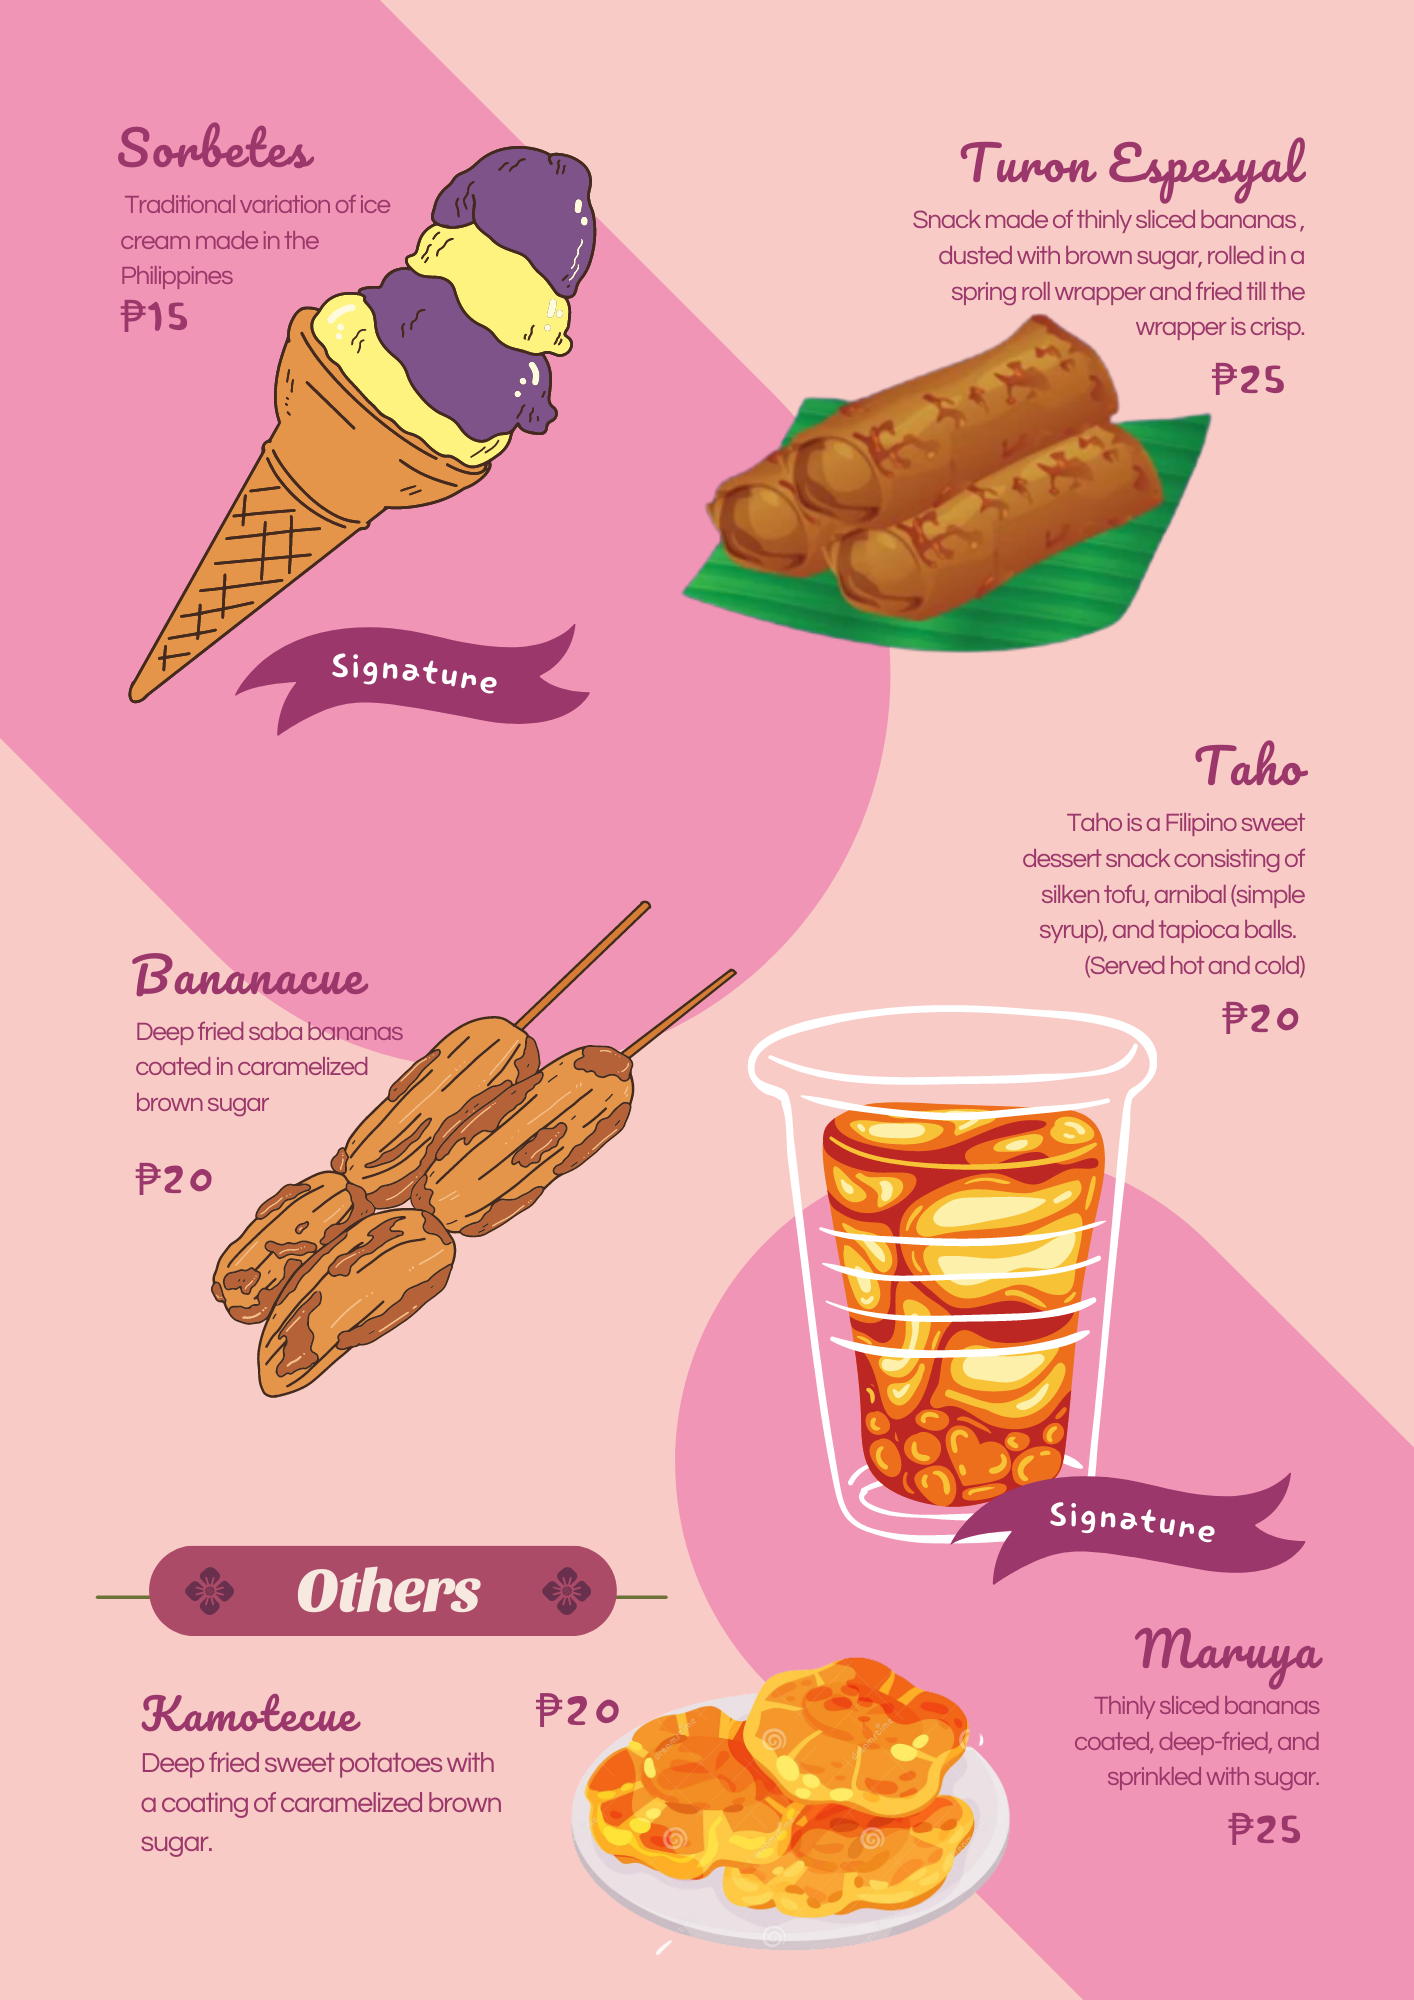 Sorbetes
Traditional variation of ice
cream made in the
Philippines
₱15
Turon Espesyal
Snack made of thinly sliced bananas ,
dusted with brown sugar, rolled in a
spring roll wrapper and fried till the
wrapper is crisp.
₱25
Signature
Taho
Taho is a Filipino sweet
dessert snack consisting of
silken tofu, arnibal (simple
syrup), and tapioca balls.
(Served hot and cold)
₱20
Bananacue
Deep fried saba bananas
coated in caramelized
brown sugar
₱20
Signature
Others
Kamotecue
₱20
Deep fried sweet potatoes with
a coating of caramelized brown
sugar.
Maruya
Thinly sliced bananas
coated, deep-fried, and
sprinkled with sugar.
₱25